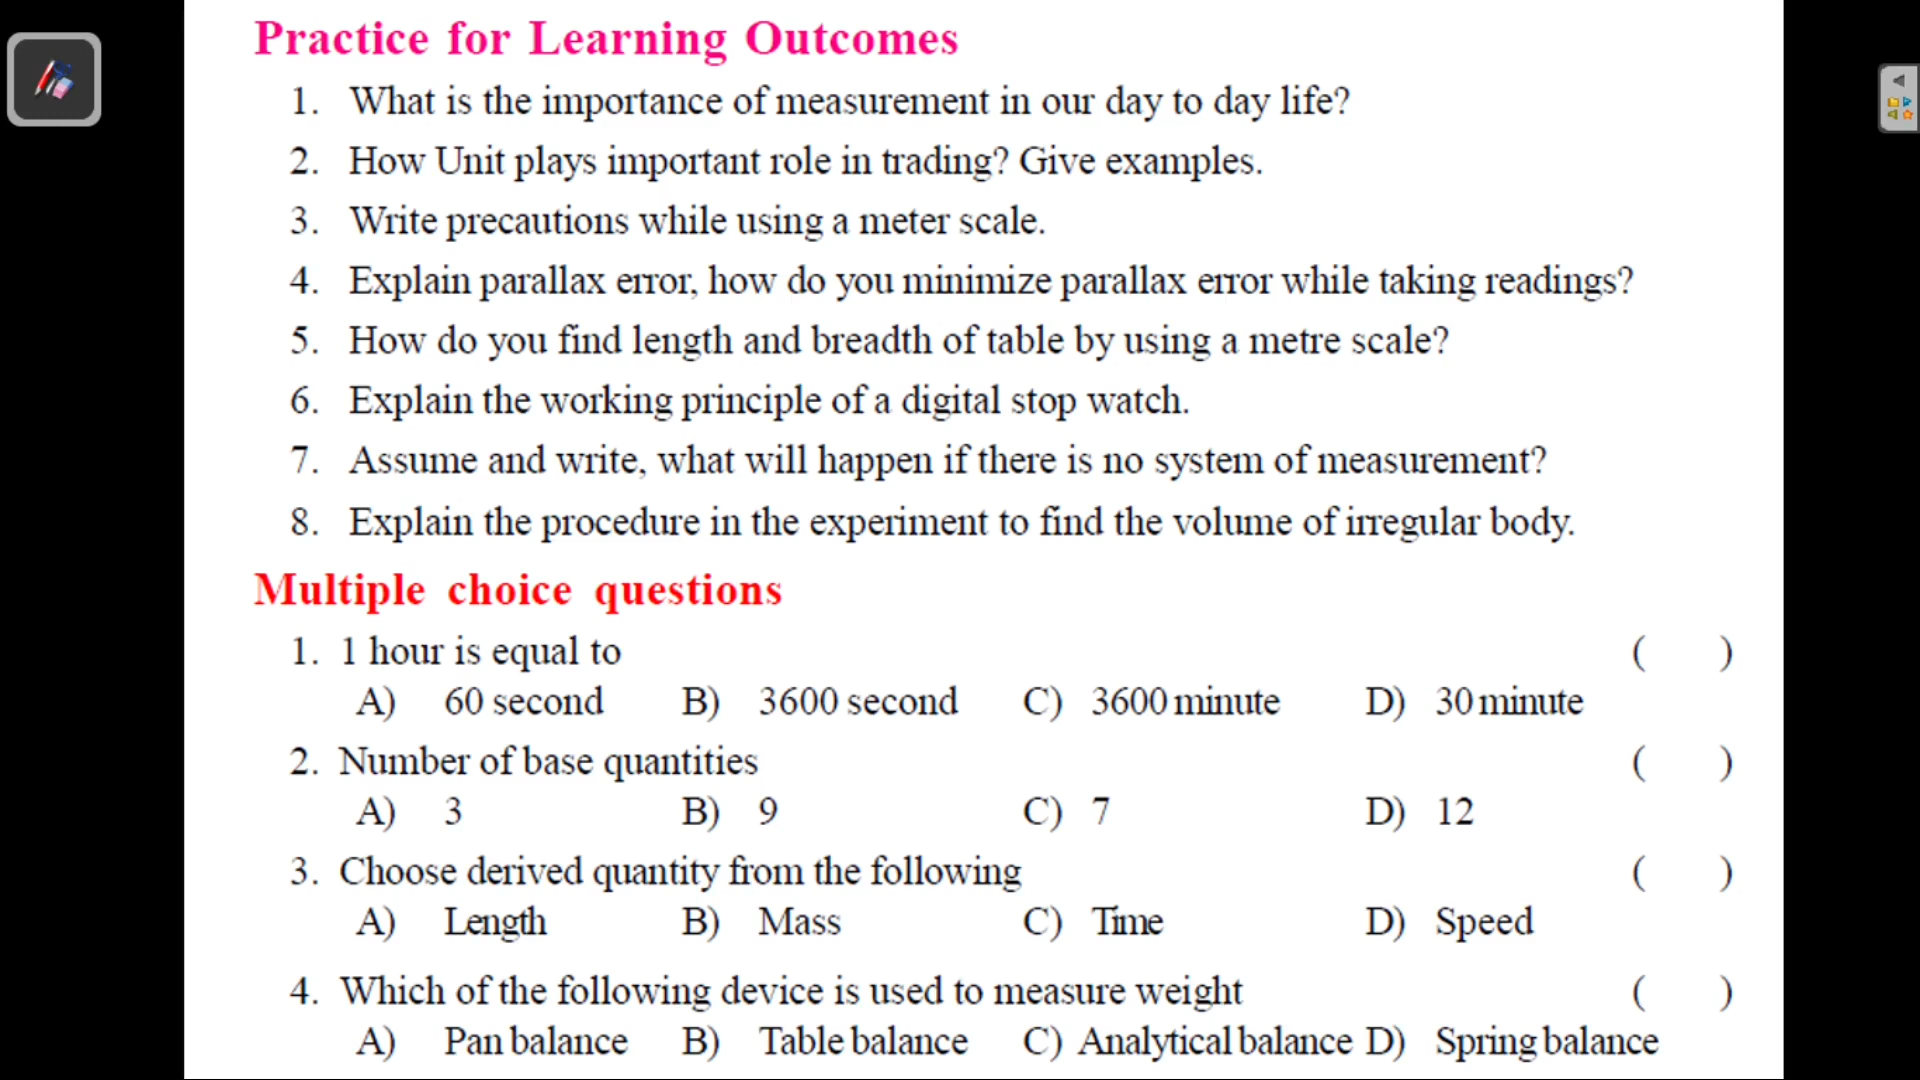 Practice for Learning Outcomes
1. What is the importance of measurement in our day to day life?
2. How Unit plays important role in trading? Give examples.
3. Write precautions while using a meter scale.
4. Explain parallax error, how do you minimize parallax error while taking readings?
5. How do you find length and breadth of table by using a metre scale?
6. Explain the working principle of a digital stop watch.
7. Assume and write, what will happen if there is no system of measurement?
8. Explain the procedure in the experiment to find the volume of irregular body.
Multiple choice questions
1. 1 hour is equal to ( )
A) 60 second B) 3600 second C) 3600 minute D) 30 minute
2. Number of base quantities ( )
A) 3 B) 9 C) 7 D) 12
3. Choose derived quantity from the following ( )
A) Length B) Mass C) Time D) Speed
4. Which of the following device is used to measure weight ( )
A) Pan balance B) Table balance C) Analytical balance D) Spring balance